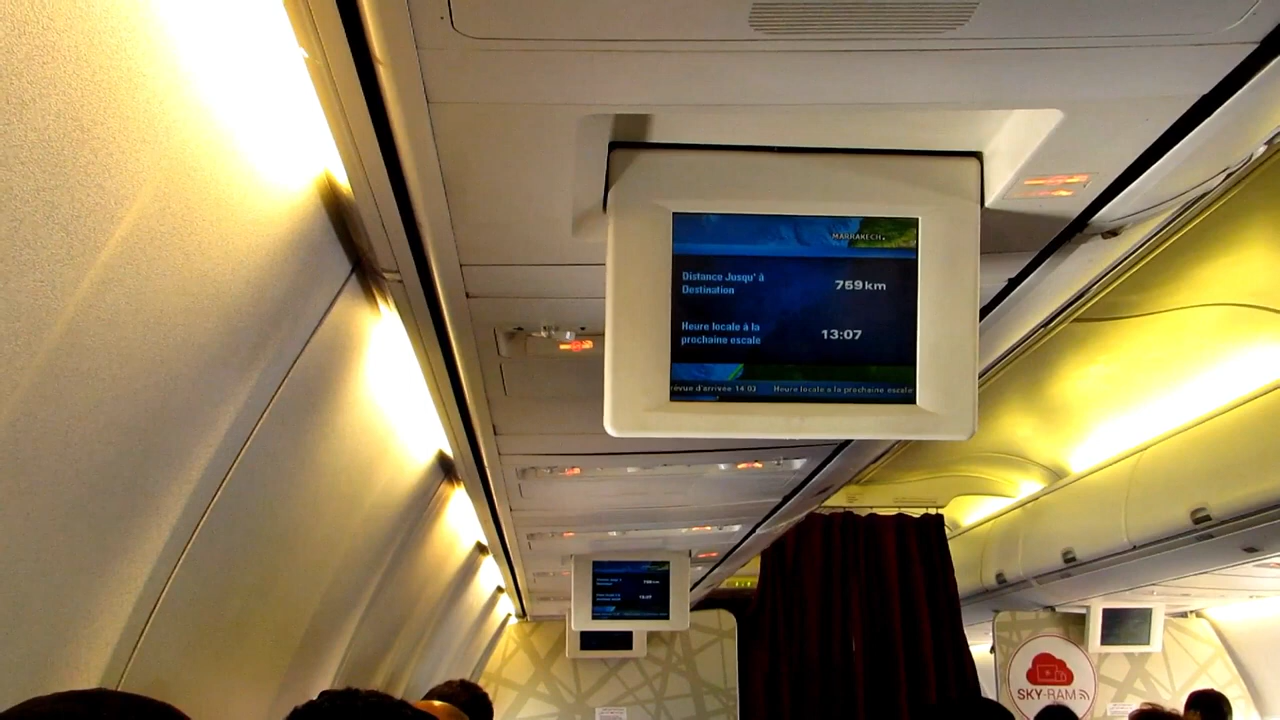 MARRAKECH
Distance Jusqu' à
Destination
759km
Heure locale à la
prochaine escale
13:07
révue d'arrivée 14 03 Heure locale a la prochaine escale
SKY-RAM